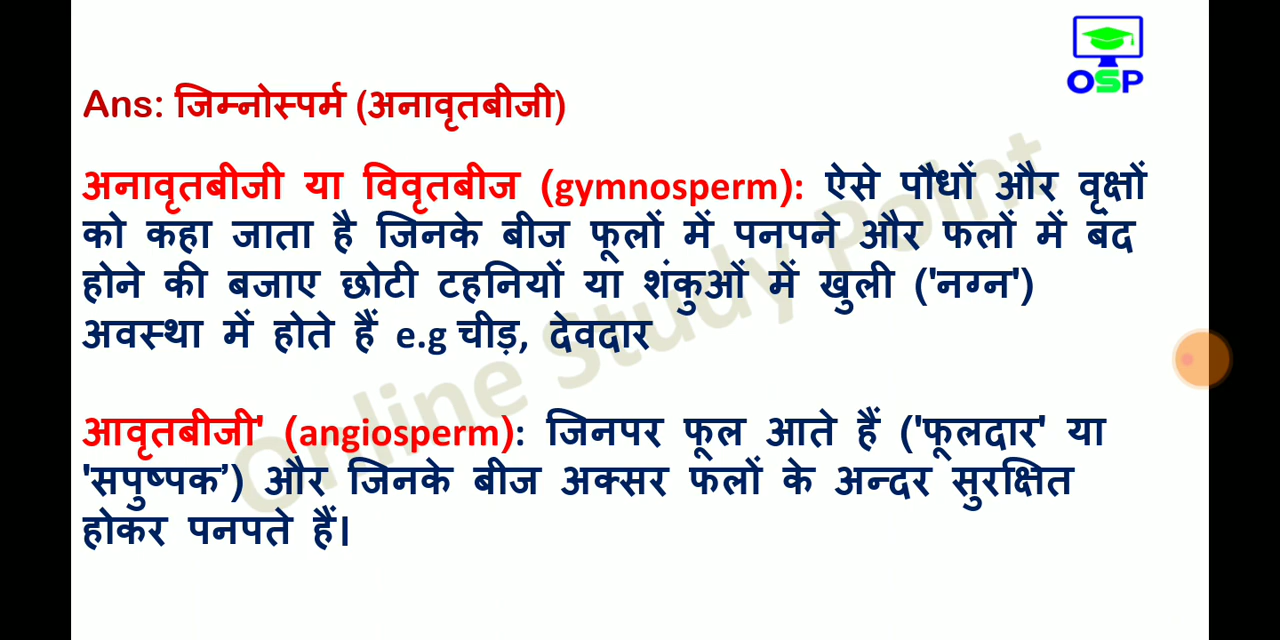 OSP
Ans: जिम्नोस्पर्म (अनावृतबीजी)
अनावृतबीजी या विवृतबीज (gymnosperm): ऐसे पौधों और वृक्षों
को कहा जाता है जिनके बीज फूलों में पनपने और फलों में बंद
होने की बजाए छोटी टहनियों या शंकुओं में खुली ('नग्न')
अवस्था में होते हैं e.g चीड़, देवदार
आवृतबीजी' (angiosperm): जिनपर फूल आते हैं ('फूलदार' या
'सपुष्पक’) और जिनके बीज अक्सर फलों के अन्दर सुरक्षित
होकर पनपते हैं।
Online Study Point